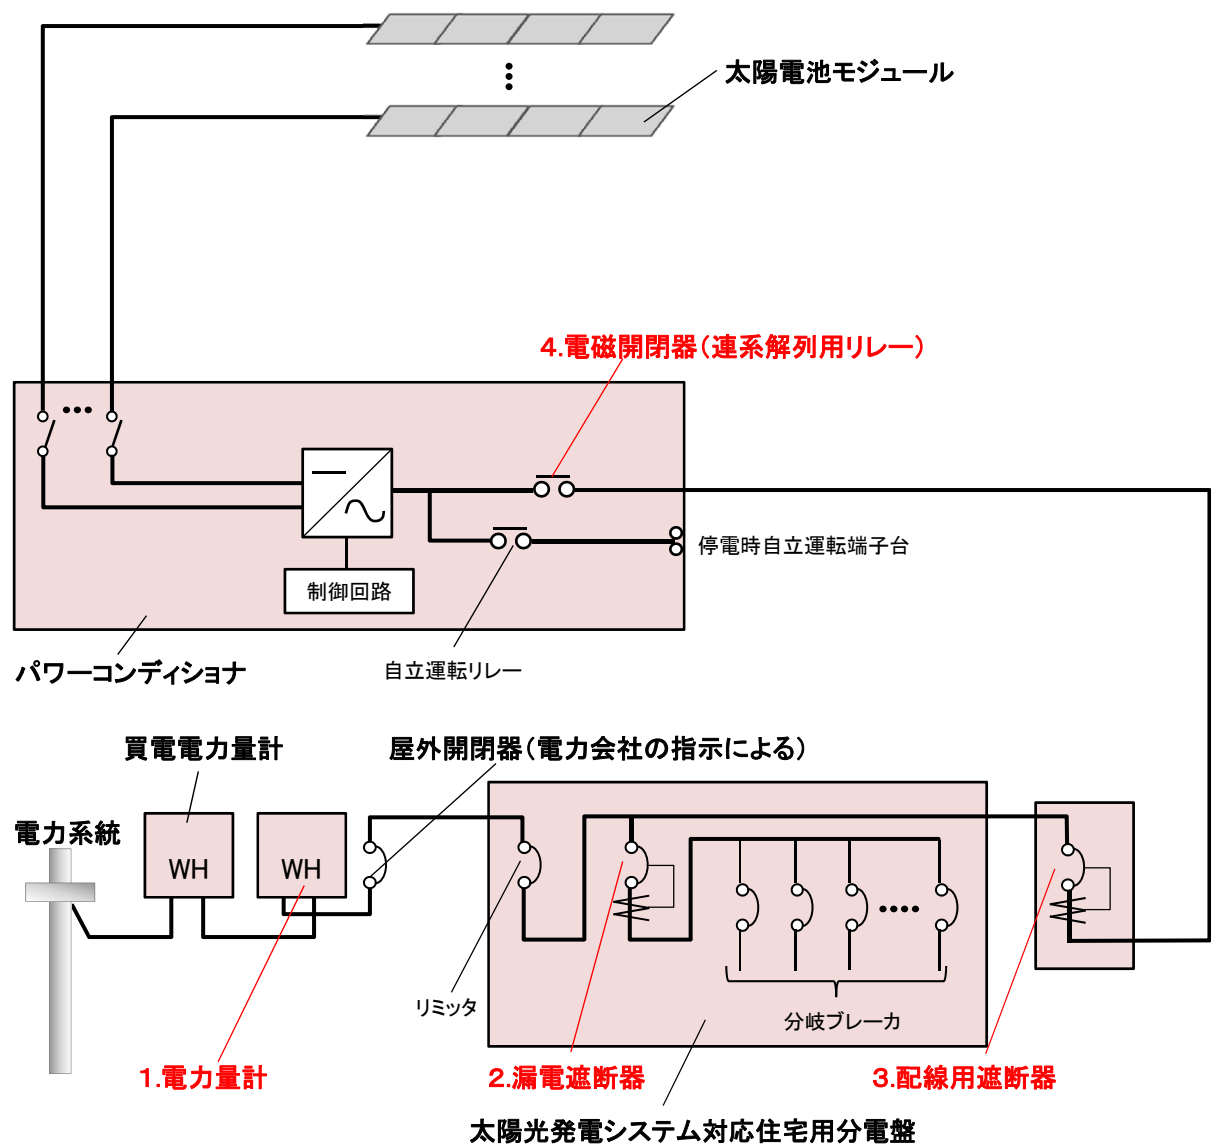 太陽電池モジュール
4.電磁開閉器（連系解列用リレー）
停電時自立運転端子台
制御回路
パワーコンディショナ
自立運転リレー
買電電力量計
屋外開閉器（電力会社の指示による）
電力系統
WH
WH
リミッタ
分岐ブレーカ
1.電力量計
2.漏電遮断器
3.配線用遮断器
太陽光発電システム対応住宅用分電盤